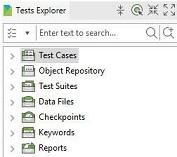 Tests Explorer
Enter text to search...
Test Cases
Object Repository
Test Suites
Data Files
Checkpoints
Keywords
Reports